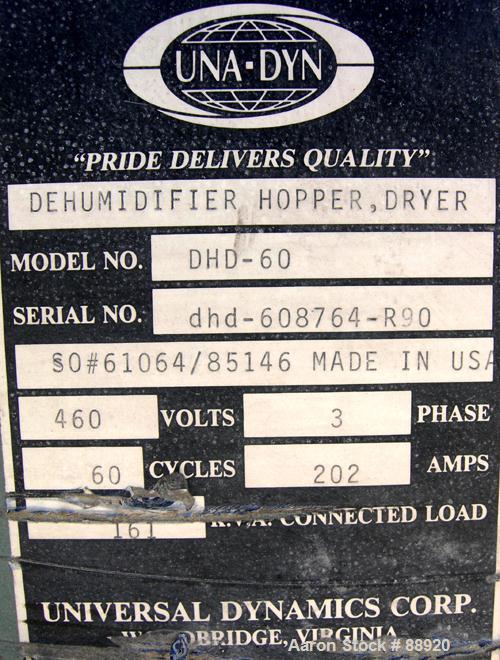 UNA-DYN
"PRIDE DELIVERS QUALITY"
DEHUMIDIFIER HOPPER,DRYER
MODEL NO. DHD-60
SERIAL NO. dhd-608764-R90
SO#61064/85146 MADE IN USA
460 VOLTS 3 PHASE
60 CYCLES 202 AMPS
161 K.V.A. CONNECTED LOAD
UNIVERSAL DYNAMICS CORP.
WOODBRIDGE, VIRGINIA
Aaron Stock # 88920